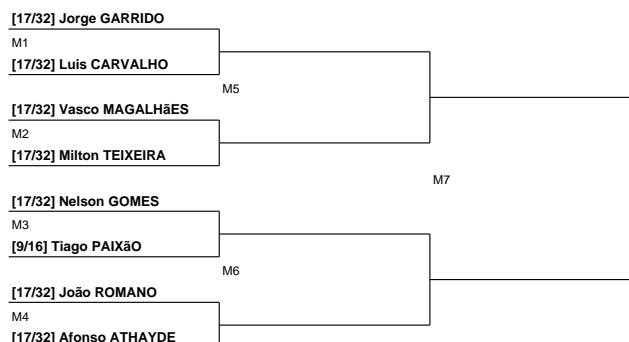 [17/32] Jorge GARRIDO
M1
[17/32] Luis CARVALHO
M5
[17/32] Vasco MAGALHãES
M2
[17/32] Milton TEIXEIRA
M7
[17/32] Nelson GOMES
M3
[9/16] Tiago PAIXãO
M6
[17/32] João ROMANO
M4
[17/32] Afonso ATHAYDE